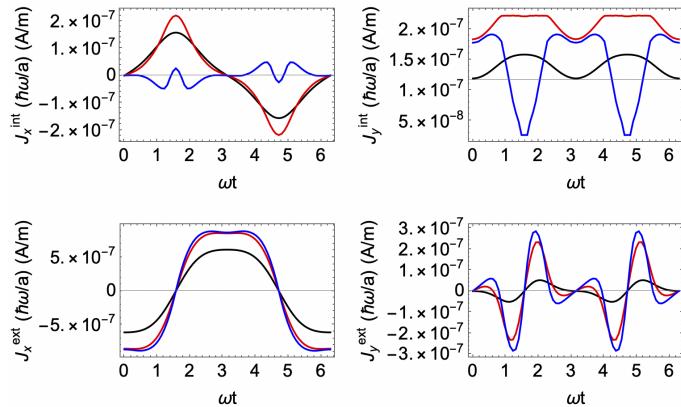 J_x^int (ħω/a) (A/m)
2.×10⁻⁷
1.×10⁻⁷
0
−1.×10⁻⁷
−2.×10⁻⁷
0 1 2 3 4 5 6
ωt
J_y^int (ħω/a) (A/m)
2.×10⁻⁷
1.5×10⁻⁷
1.×10⁻⁷
5.×10⁻⁸
0 1 2 3 4 5 6
ωt
J_x^ext (ħω/a) (A/m)
5.×10⁻⁷
0
−5.×10⁻⁷
0 1 2 3 4 5 6
ωt
J_y^ext (ħω/a) (A/m)
3.×10⁻⁷
2.×10⁻⁷
1.×10⁻⁷
0
−1.×10⁻⁷
−2.×10⁻⁷
−3.×10⁻⁷
0 1 2 3 4 5 6
ωt